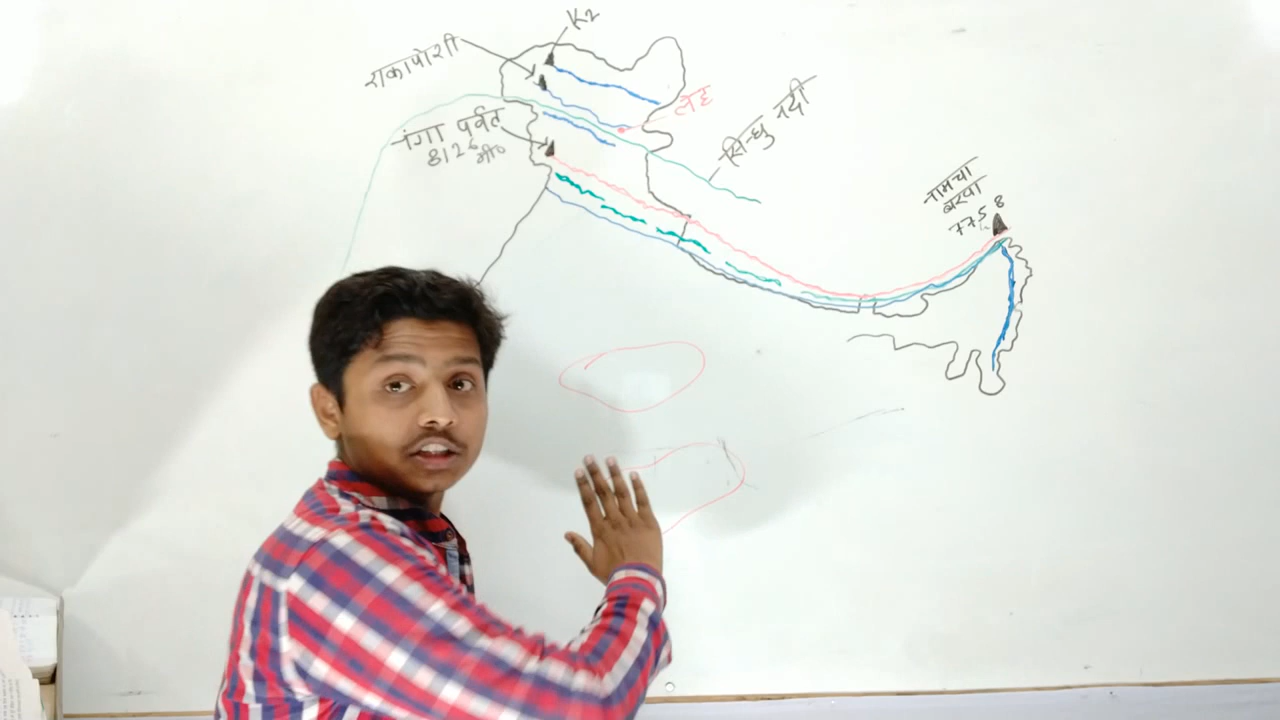 K2
राकापोशी
लेह
नंगा पर्वत
8126 मी०
सिन्धु नदी
नामचा
बरवा
7758